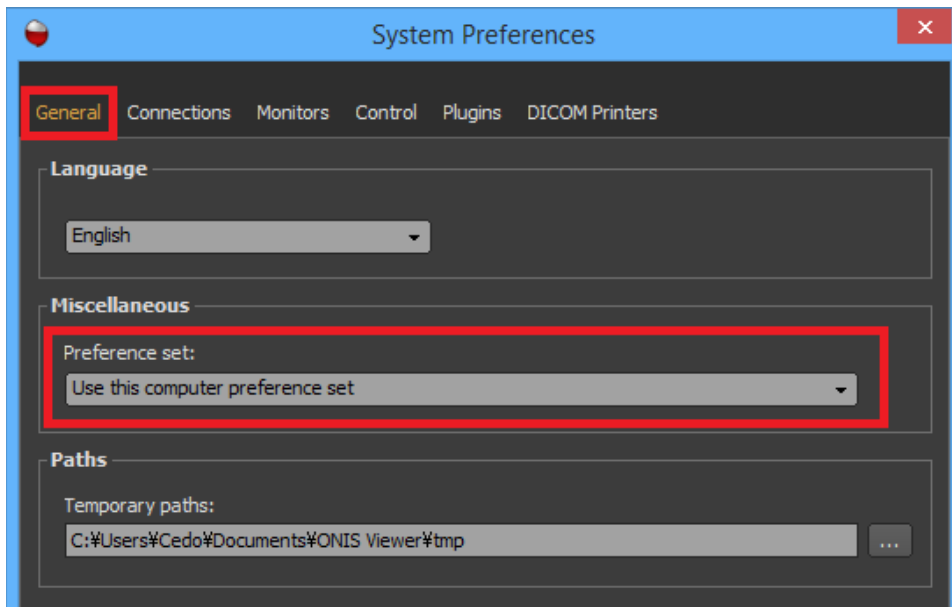 System Preferences
General Connections Monitors Control Plugins DICOM Printers
Language
English
Miscellaneous
Preference set:
Use this computer preference set
Paths
Temporary paths:
C:¥Users¥Cedo¥Documents¥ONIS Viewer¥tmp ...